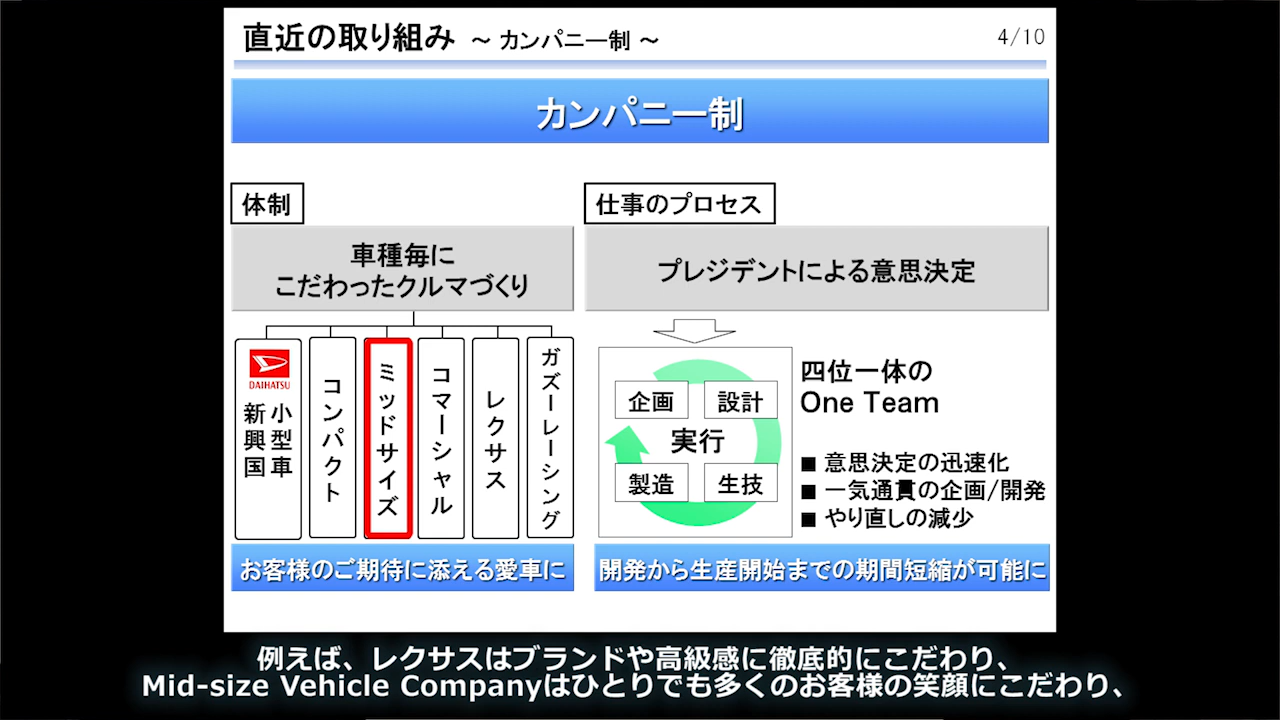 直近の取り組み ～ カンパニー制 ～
4/10
カンパニー制
体制
車種毎に
こだわったクルマづくり
DAIHATSU
小型車
新興国
コンパクト
ミッドサイズ
コマーシャル
レクサス
ガズーレーシング
お客様のご期待に添える愛車に
仕事のプロセス
プレジデントによる意思決定
企画
設計
実行
製造
生技
四位一体の
One Team
■ 意思決定の迅速化
■ 一気通貫の企画/開発
■ やり直しの減少
開発から生産開始までの期間短縮が可能に
例えば、レクサスはブランドや高級感に徹底的にこだわり、
Mid-size Vehicle Companyはひとりでも多くのお客様の笑顔にこだわり、